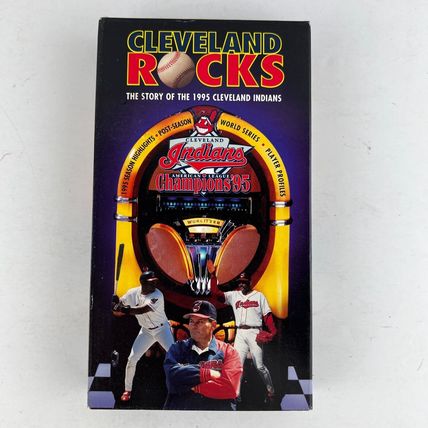 CLEVELAND
ROCKS
THE STORY OF THE 1995 CLEVELAND INDIANS
1995 SEASON HIGHLIGHTS • POST-SEASON
WORLD SERIES • PLAYER PROFILES
CLEVELAND
Indians
AMERICAN LEAGUE
Champions '95
WURLITZER
Indians